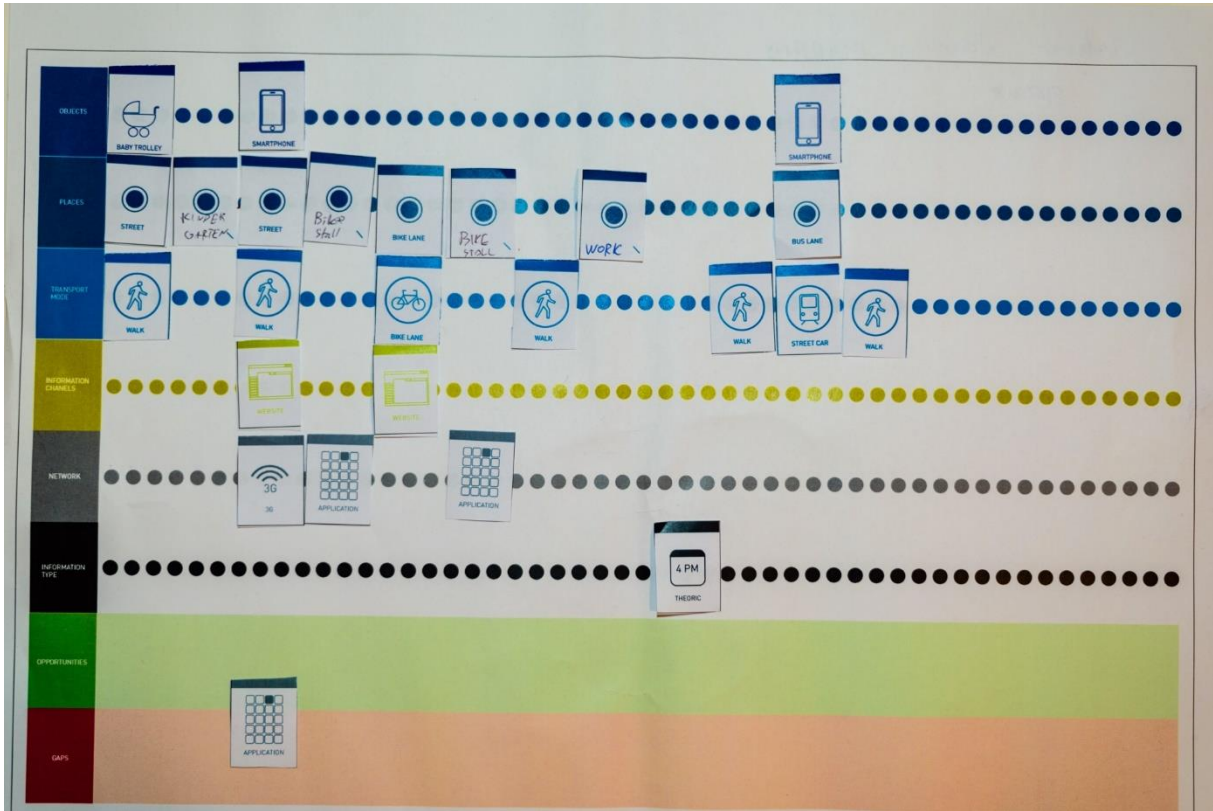 OBJECTS
BABY TROLLEY
SMARTPHONE
SMARTPHONE
PLACES
STREET
KINDER
GARTEN
STREET
Bike
Stall
BIKE LANE
BIKE
STALL
WORK
BUS LANE
TRANSPORT
MODE
WALK
WALK
BIKE LANE
WALK
WALK
STREET CAR
WALK
INFORMATION
CHANELS
WEBSITE
WEBSITE
NETWORK
3G
3G
APPLICATION
APPLICATION
INFORMATION
TYPE
4 PM
THEORIC
OPPORTUNITIES
GAPS
APPLICATION